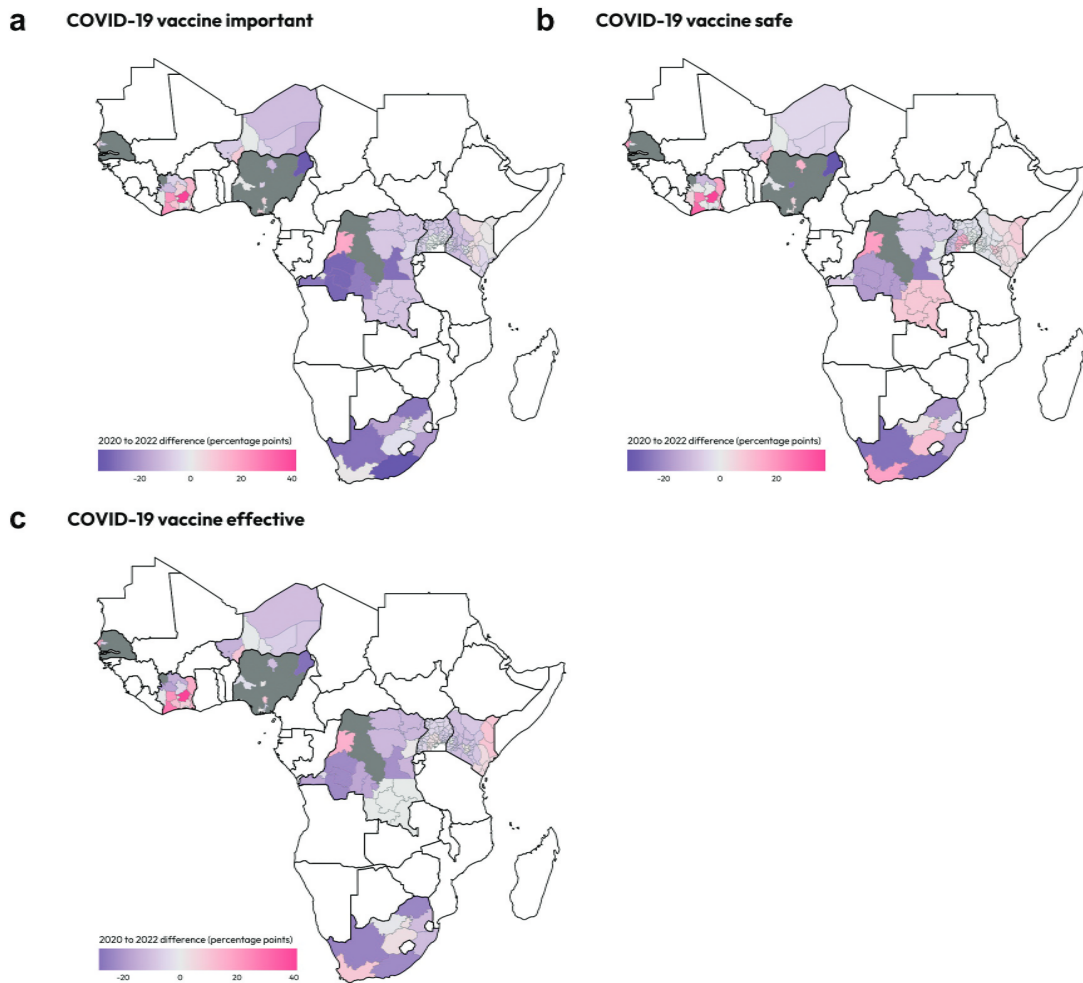 a COVID-19 vaccine important
b COVID-19 vaccine safe
2020 to 2022 difference (percentage points)
-20 0 20 40
2020 to 2022 difference (percentage points)
-20 0 20
c COVID-19 vaccine effective
2020 to 2022 difference (percentage points)
-20 0 20 40